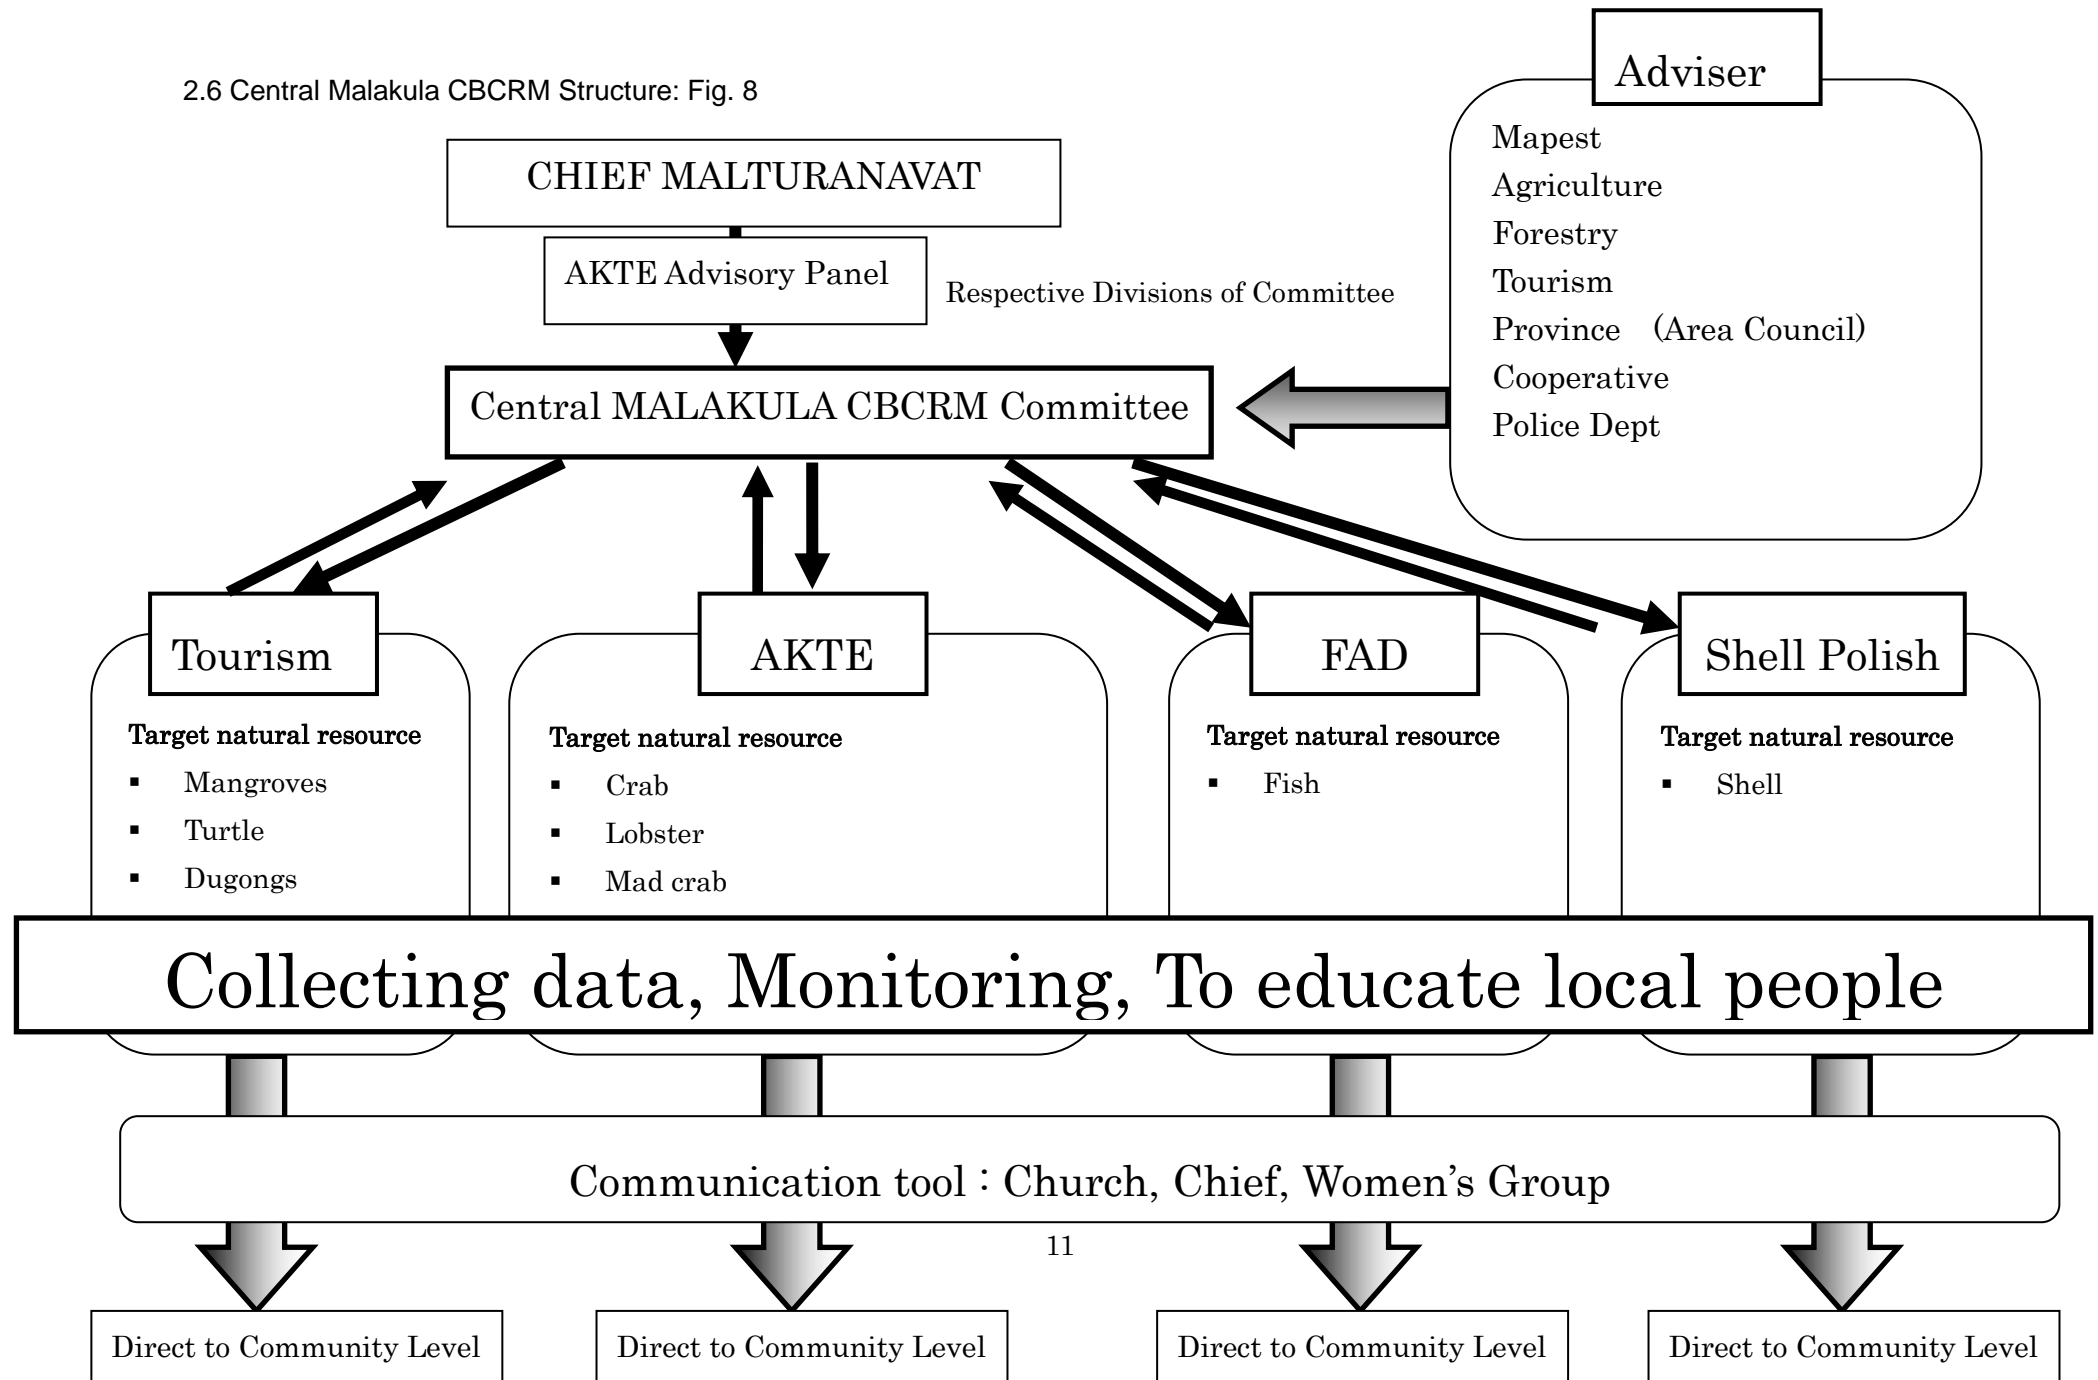 2.6 Central Malakula CBCRM Structure: Fig. 8
Adviser
Mapest
Agriculture
Forestry
Tourism
Province (Area Council)
Cooperative
Police Dept
CHIEF MALTURANAVAT
AKTE Advisory Panel
Respective Divisions of Committee
Central MALAKULA CBCRM Committee
Tourism
Target natural resource
▪ Mangroves
▪ Turtle
▪ Dugongs
AKTE
Target natural resource
▪ Crab
▪ Lobster
▪ Mad crab
FAD
Target natural resource
▪ Fish
Shell Polish
Target natural resource
▪ Shell
Collecting data, Monitoring, To educate local people
Communication tool : Church, Chief, Women’s Group
11
Direct to Community Level
Direct to Community Level
Direct to Community Level
Direct to Community Level